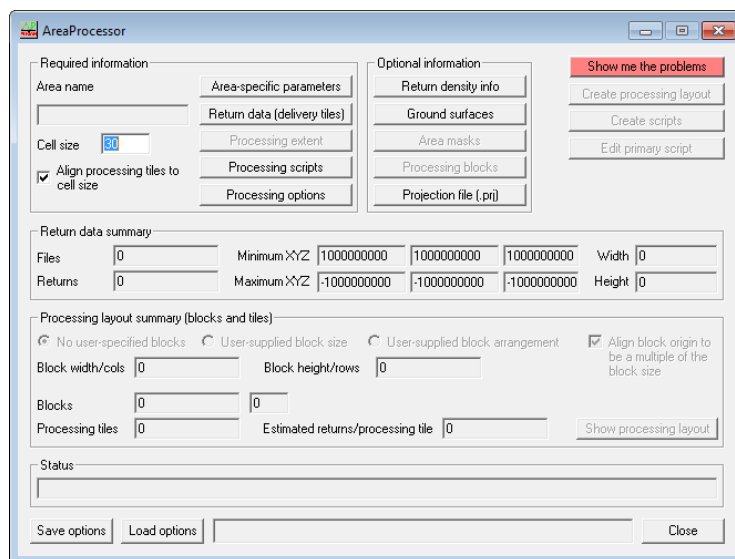 AreaProcessor
Required information
Area name
Cell size 30
Align processing tiles to
cell size
Area-specific parameters
Return data (delivery tiles)
Processing extent
Processing scripts
Processing options
Optional information
Return density info
Ground surfaces
Area masks
Processing blocks
Projection file (.prj)
Show me the problems
Create processing layout
Create scripts
Edit primary script
Return data summary
Files 0 Minimum XYZ 1000000000 1000000000 1000000000 Width 0
Returns 0 Maximum XYZ -1000000000 -1000000000 -1000000000 Height 0
Processing layout summary (blocks and tiles)
No user-specified blocks User-supplied block size User-supplied block arrangement
Align block origin to
be a multiple of the
block size
Block width/cols 0 Block height/rows 0
Blocks 0 0
Processing tiles 0 Estimated returns/processing tile 0 Show processing layout
Status
Save options Load options Close